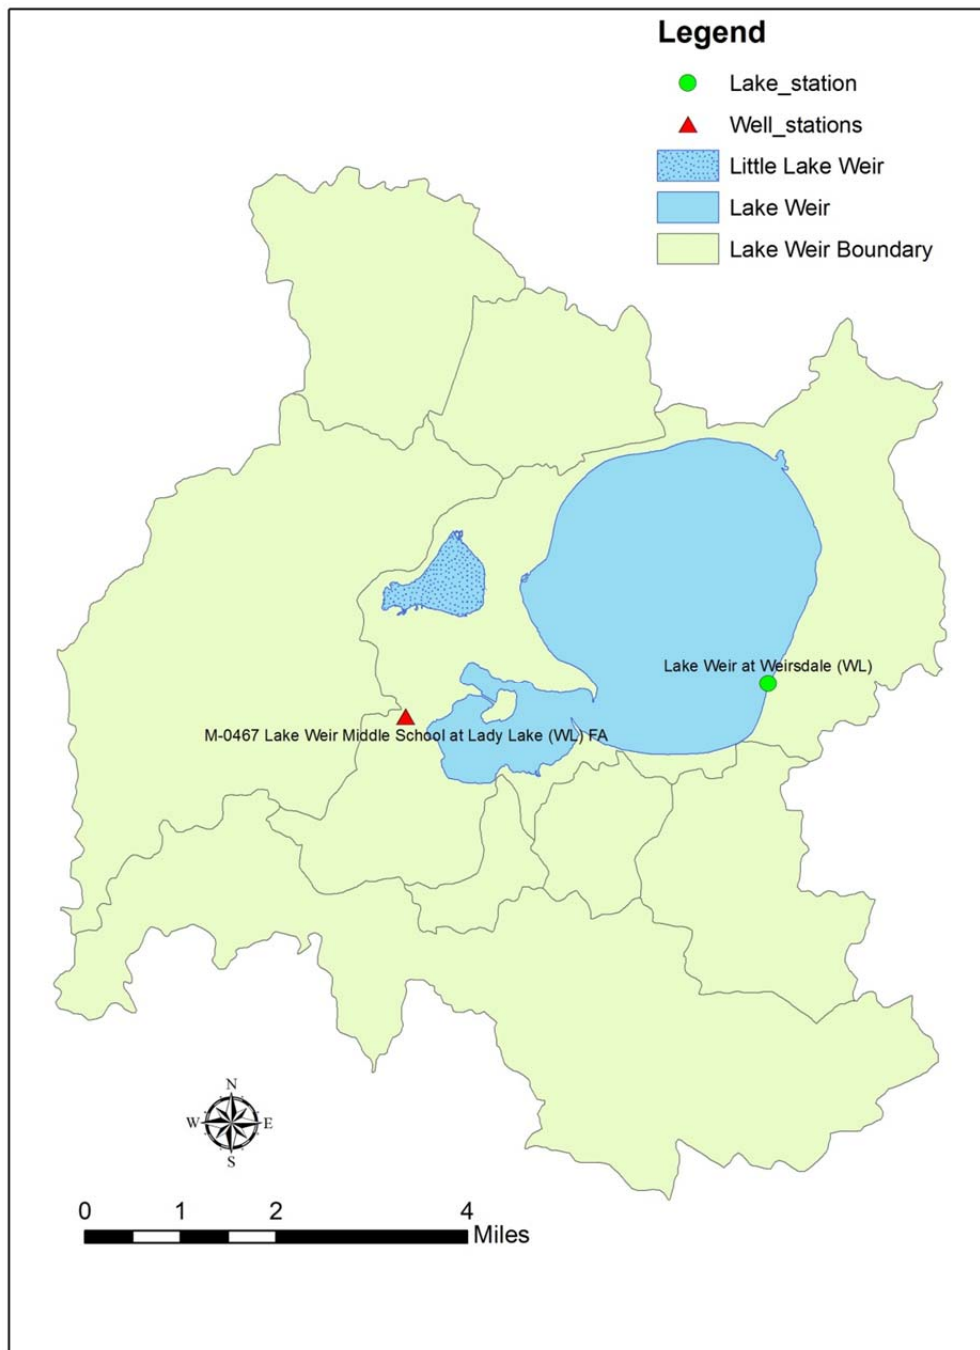 Legend
Lake_station
Well_stations
Little Lake Weir
Lake Weir
Lake Weir Boundary
Lake Weir at Weirsdale (WL)
M-0467 Lake Weir Middle School at Lady Lake (WL) FA
N
W E
S
0 1 2 4
Miles